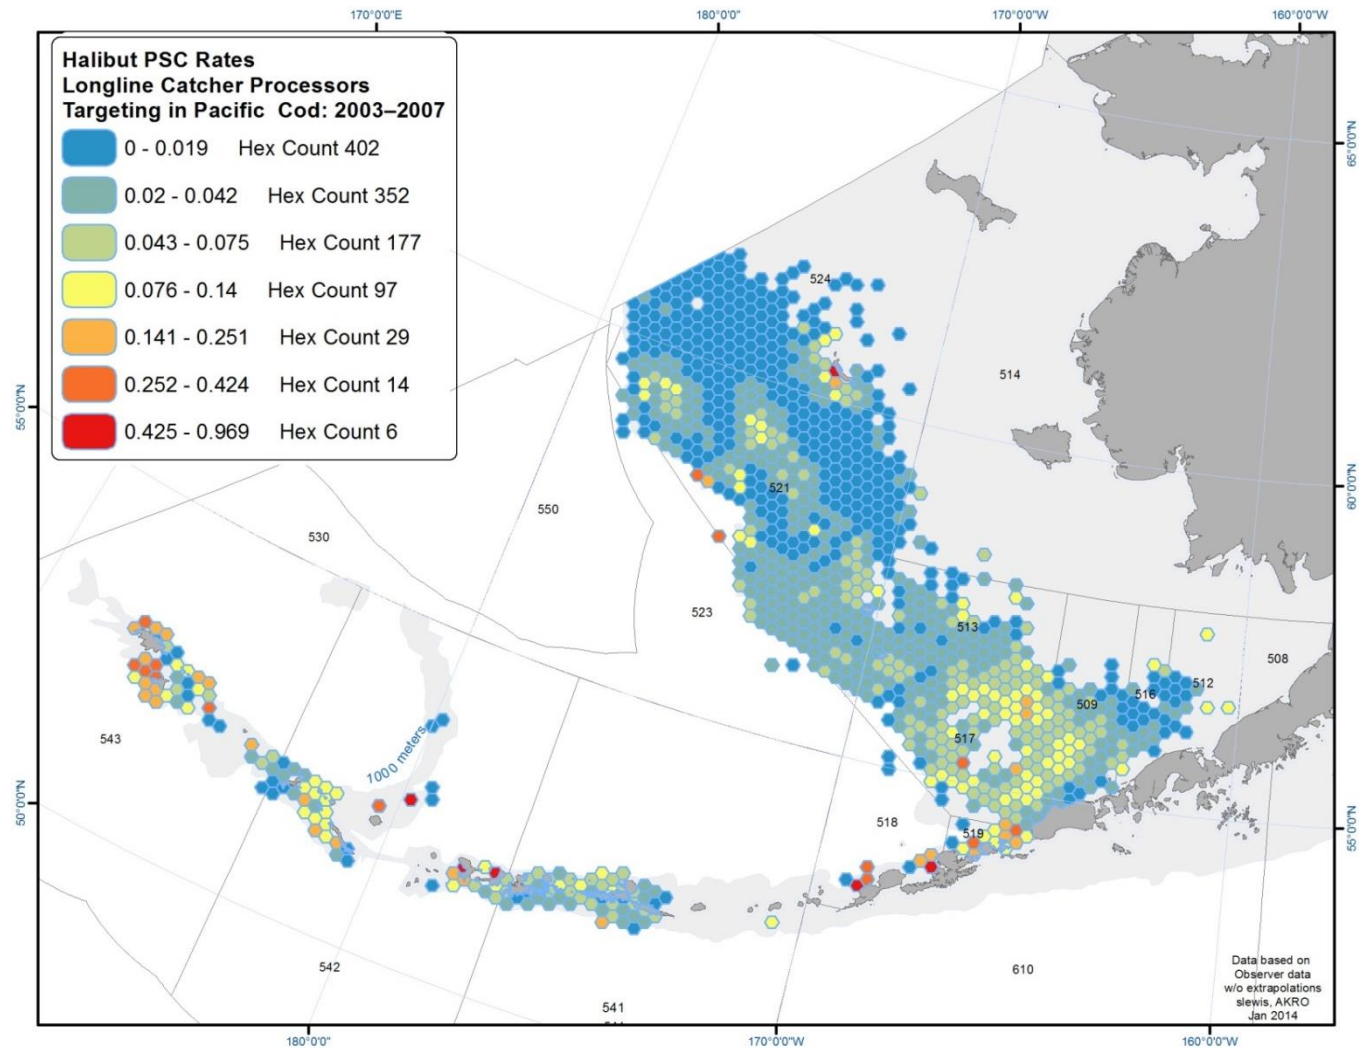 170°0'0"E
180°0'0"
170°0'0"W
160°0'0"W
Halibut PSC Rates
Longline Catcher Processors
Targeting in Pacific Cod: 2003–2007
0 - 0.019 Hex Count 402
0.02 - 0.042 Hex Count 352
0.043 - 0.075 Hex Count 177
0.076 - 0.14 Hex Count 97
0.141 - 0.251 Hex Count 29
0.252 - 0.424 Hex Count 14
0.425 - 0.969 Hex Count 6
65°0'0"N
524
514
55°0'0"N
60°0'0"N
521
550
530
523
513
508
512
516
509
543
517
1000 meters
50°0'0"N
518
519
55°0'0"N
542
610
541
Data based on
Observer data
w/o extrapolations
slewis, AKRO
Jan 2014
180°0'0"
170°0'0"W
160°0'0"W